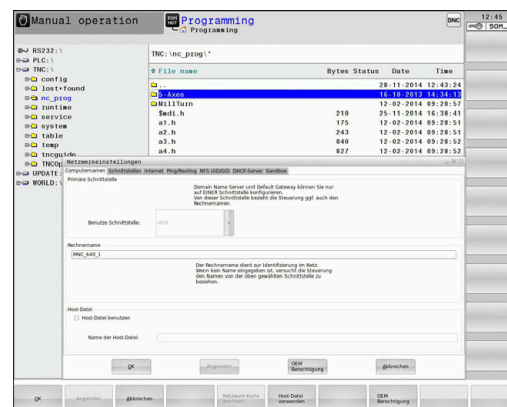 Manual operation
PGM MGT
Programming
Programming
DNC
12:45
SOM_
RS232:\
PLC:\
TNC:\
config
lost+found
nc_prog
runtime
service
system
table
temp
tncguide
UPDATE:
WORLD:\
TNC:\nc_prog\*
File name Bytes Status Date Time
.. 28-11-2014 12:43:24
5-Axes 16-10-2013 14:34:13
MillTurn 12-02-2014 09:28:57
$mdi.h 210 25-11-2014 16:38:41
a1.h 175 12-02-2014 09:28:51
a2.h 243 12-02-2014 09:28:51
a3.h 840 12-02-2014 09:28:52
a4.h 827 12-02-2014 09:28:52
Netzwerkeinstellungen
Computernamen Schnittstellen Internet Ping/Routing NFS UID/GID DHCP-Server Sandbox
Primäre Schnittstelle
Domain Name Server und Default Gateway können Sie nur
auf EINER Schnittstelle konfigurieren.
Von dieser Schnittstelle bezieht die Steuerung ggf. auch den
Rechnernamen.
Benutze Schnittstelle:
eth0
Rechnername
MNC_640_1
Der Rechnername dient zur Identifizierung im Netz.
Wenn kein Name eingegeben ist, versucht die Steuerung
den Namen von der oben gewählten Schnittstelle zu
beziehen.
Host-Datei
Host-Datei benutzen
Name der Host-Datei:
OK
Anwenden
OEM
Berechtigung
Abbrechen
OK
Anwenden
Abbrechen
Netzwerk-Karte
Host-Datei
verwenden
OEM
Berechtigung